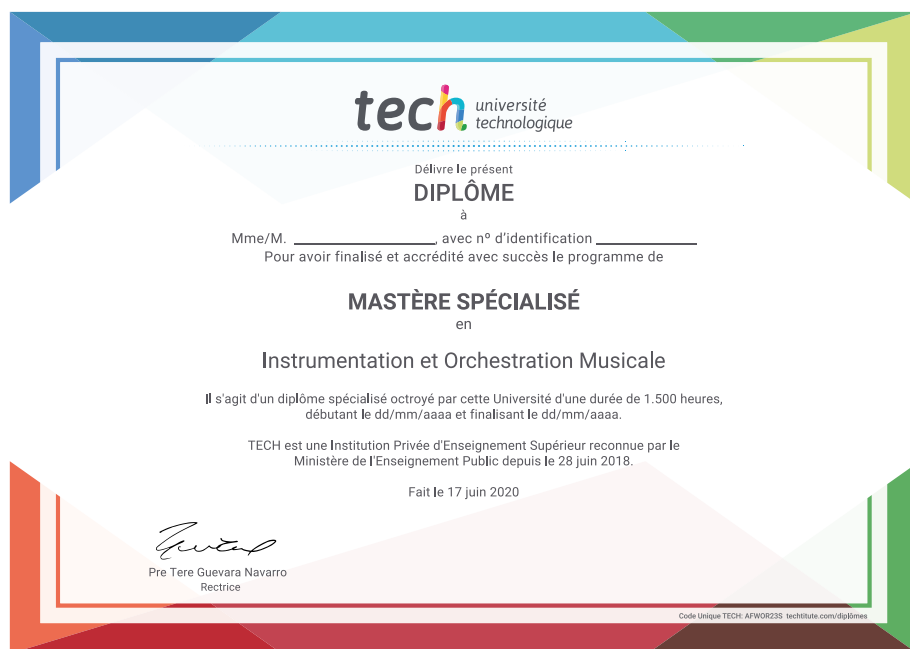 tech université
technologique
Délivre le présent
DIPLÔME
à
Mme/M. ____________, avec nº d'identification ____________
Pour avoir finalisé et accrédité avec succès le programme de
MASTÈRE SPÉCIALISÉ
en
Instrumentation et Orchestration Musicale
Il s'agit d'un diplôme spécialisé octroyé par cette Université d'une durée de 1.500 heures,
débutant le dd/mm/aaaa et finalisant le dd/mm/aaaa.
TECH est une Institution Privée d'Enseignement Supérieur reconnue par le
Ministère de l'Enseignement Public depuis le 28 juin 2018.
Fait le 17 juin 2020
Pre Tere Guevara Navarro
Rectrice
Code Unique TECH: AFWOR23S techtitute.com/diplômes